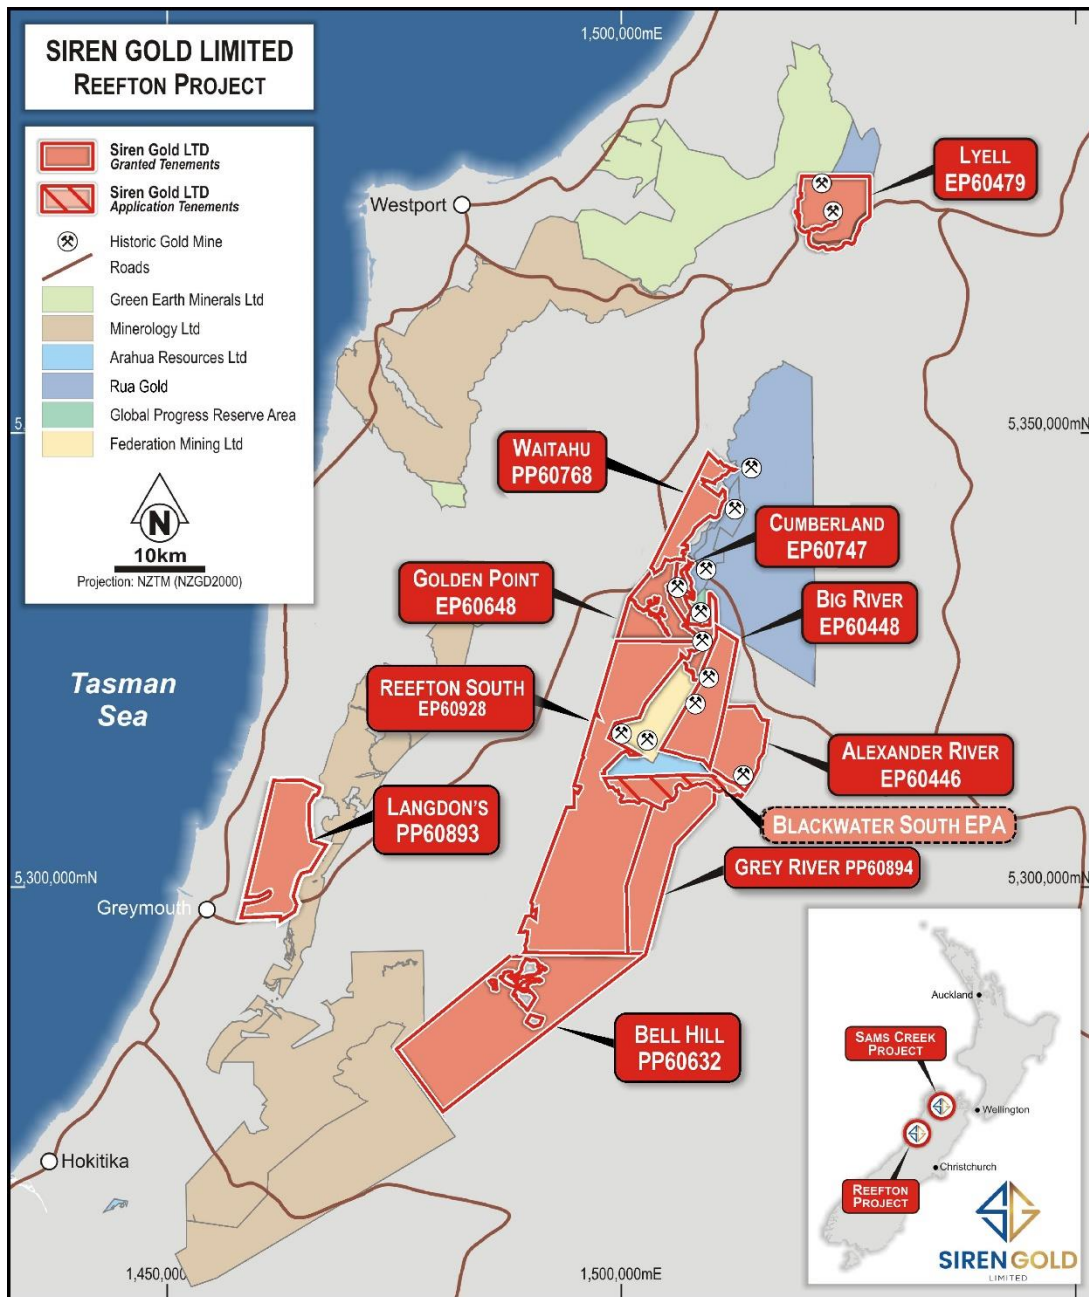 SIREN GOLD LIMITED
REEFTON PROJECT
Siren Gold LTD
Granted Tenements
Siren Gold LTD
Application Tenements
Historic Gold Mine
Roads
Green Earth Minerals Ltd
Minerology Ltd
Arahua Resources Ltd
Rua Gold
Global Progress Reserve Area
Federation Mining Ltd
N
10km
Projection: NZTM (NZGD2000)
1,500,000mE
Westport
LYELL
EP60479
5,
5,350,000mN
WAITAHU
PP60768
CUMBERLAND
EP60747
GOLDEN POINT
EP60648
BIG RIVER
EP60448
Tasman
Sea
REEFTON SOUTH
EP60928
ALEXANDER RIVER
EP60446
LANGDON'S
PP60893
BLACKWATER SOUTH EPA
GREY RIVER PP60894
5,300,000mN
5,300,000mN
Greymouth
BELL HILL
PP60632
Hokitika
1,450,000
1,500,000mE
Auckland
SAMS CREEK
PROJECT
Wellington
Christchurch
REEFTON
PROJECT
SIREN GOLD
LIMITED